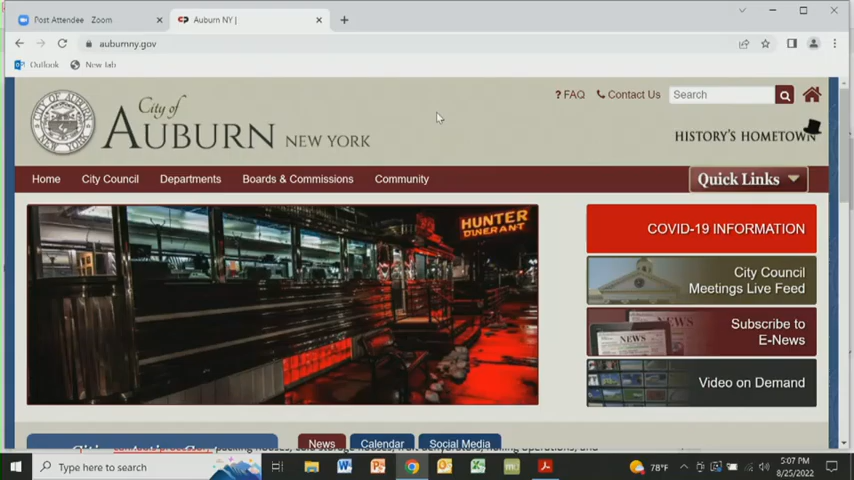 Post Attendee - Zoom
Auburn NY |
auburnny.gov
Outlook
New Tab
City of
AUBURN NEW YORK
? FAQ
Contact Us
Search
HISTORY'S HOMETOWN
Home
City Council
Departments
Boards & Commissions
Community
Quick Links
HUNTER
DINERANT
COVID-19 INFORMATION
City Council
Meetings Live Feed
NEWS
Subscribe to
E-News
Video on Demand
News
Calendar
Social Media
Type here to search
78°F
5:07 PM
8/25/2022